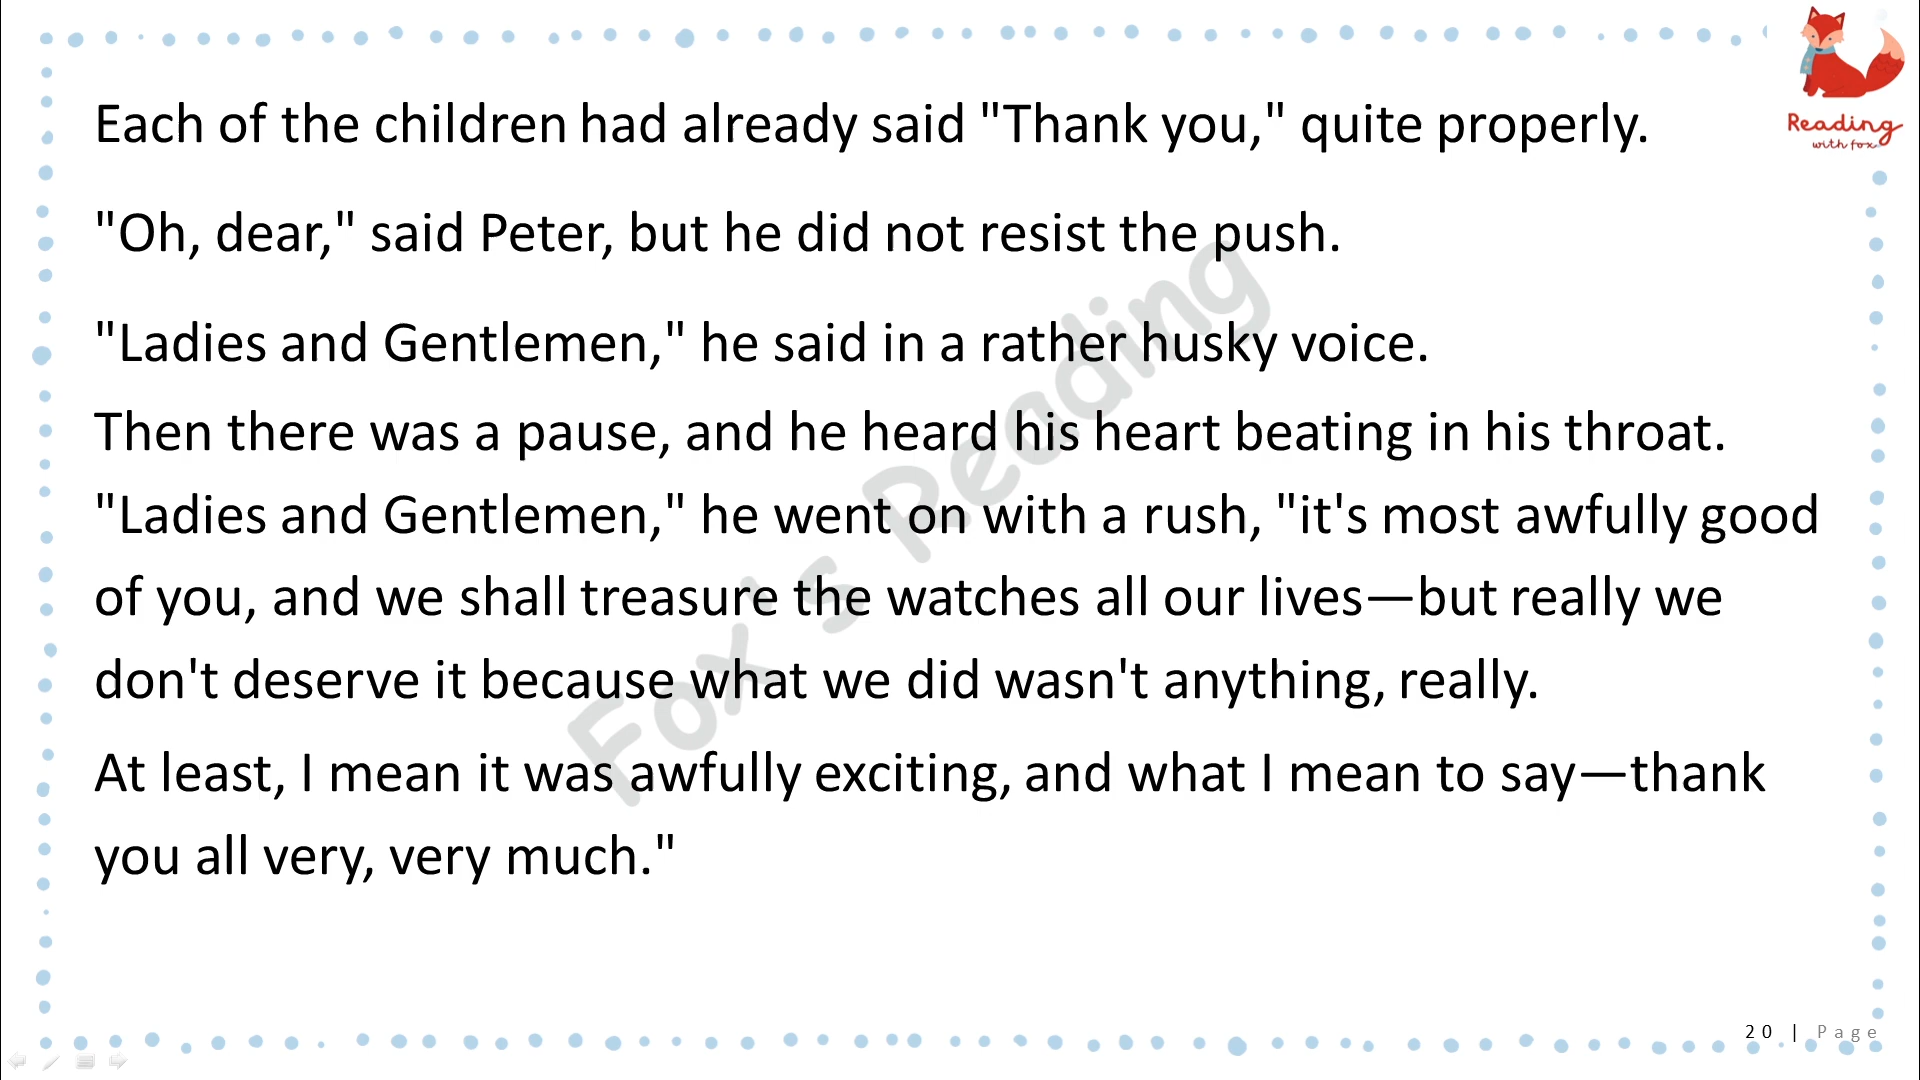 Reading
with fox
Each of the children had already said "Thank you," quite properly.
"Oh, dear," said Peter, but he did not resist the push.
"Ladies and Gentlemen," he said in a rather husky voice.
Then there was a pause, and he heard his heart beating in his throat.
"Ladies and Gentlemen," he went on with a rush, "it's most awfully good
of you, and we shall treasure the watches all our lives—but really we
don't deserve it because what we did wasn't anything, really.
At least, I mean it was awfully exciting, and what I mean to say—thank
you all very, very much."
Fox's Reading
20 | Page